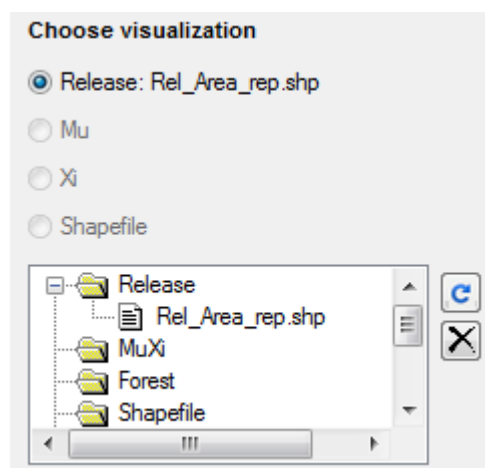 Choose visualization
Release: Rel_Area_rep.shp
Mu
Xi
Shapefile
Release
Rel_Area_rep.shp
MuXi
Forest
Shapefile